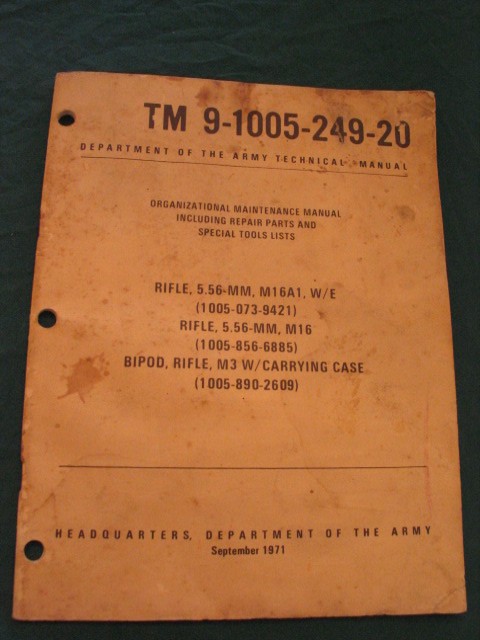 TM 9-1005-249-20
DEPARTMENT OF THE ARMY TECHNICAL MANUAL
ORGANIZATIONAL MAINTENANCE MANUAL
INCLUDING REPAIR PARTS AND
SPECIAL TOOLS LISTS
RIFLE, 5.56-MM, M16A1, W/E
(1005-073-9421)
RIFLE, 5.56-MM, M16
(1005-856-6885)
BIPOD, RIFLE, M3 W/CARRYING CASE
(1005-890-2609)
HEADQUARTERS, DEPARTMENT OF THE ARMY
September 1971